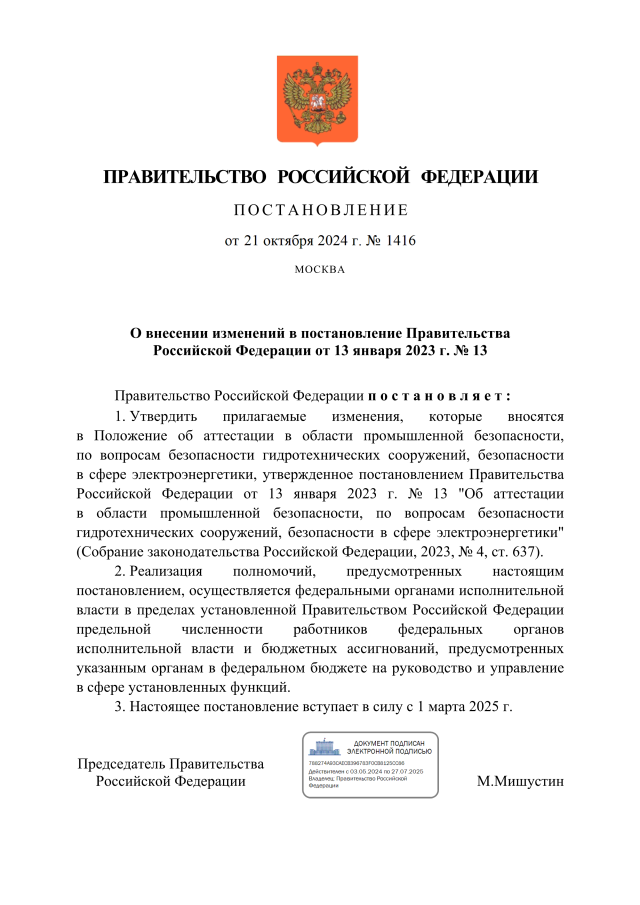 ПРАВИТЕЛЬСТВО РОССИЙСКОЙ ФЕДЕРАЦИИ
ПОСТАНОВЛЕНИЕ
от 21 октября 2024 г. № 1416
МОСКВА
О внесении изменений в постановление Правительства
Российской Федерации от 13 января 2023 г. № 13
Правительство Российской Федерации постановляет:
1. Утвердить прилагаемые изменения, которые вносятся
в Положение об аттестации в области промышленной безопасности,
по вопросам безопасности гидротехнических сооружений, безопасности
в сфере электроэнергетики, утвержденное постановлением Правительства
Российской Федерации от 13 января 2023 г. № 13 "Об аттестации
в области промышленной безопасности, по вопросам безопасности
гидротехнических сооружений, безопасности в сфере электроэнергетики"
(Собрание законодательства Российской Федерации, 2023, № 4, ст. 637).
2. Реализация полномочий, предусмотренных настоящим
постановлением, осуществляется федеральными органами исполнительной
власти в пределах установленной Правительством Российской Федерации
предельной численности работников федеральных органов
исполнительной власти и бюджетных ассигнований, предусмотренных
указанным органам в федеральном бюджете на руководство и управление
в сфере установленных функций.
3. Настоящее постановление вступает в силу с 1 марта 2025 г.
Председатель Правительства
Российской Федерации
ДОКУМЕНТ ПОДПИСАН
ЭЛЕКТРОННОЙ ПОДПИСЬЮ
Действителен с 03.05.2024 по 27.07.2025
Владелец: Правительство Российской
Федерации
М.Мишустин